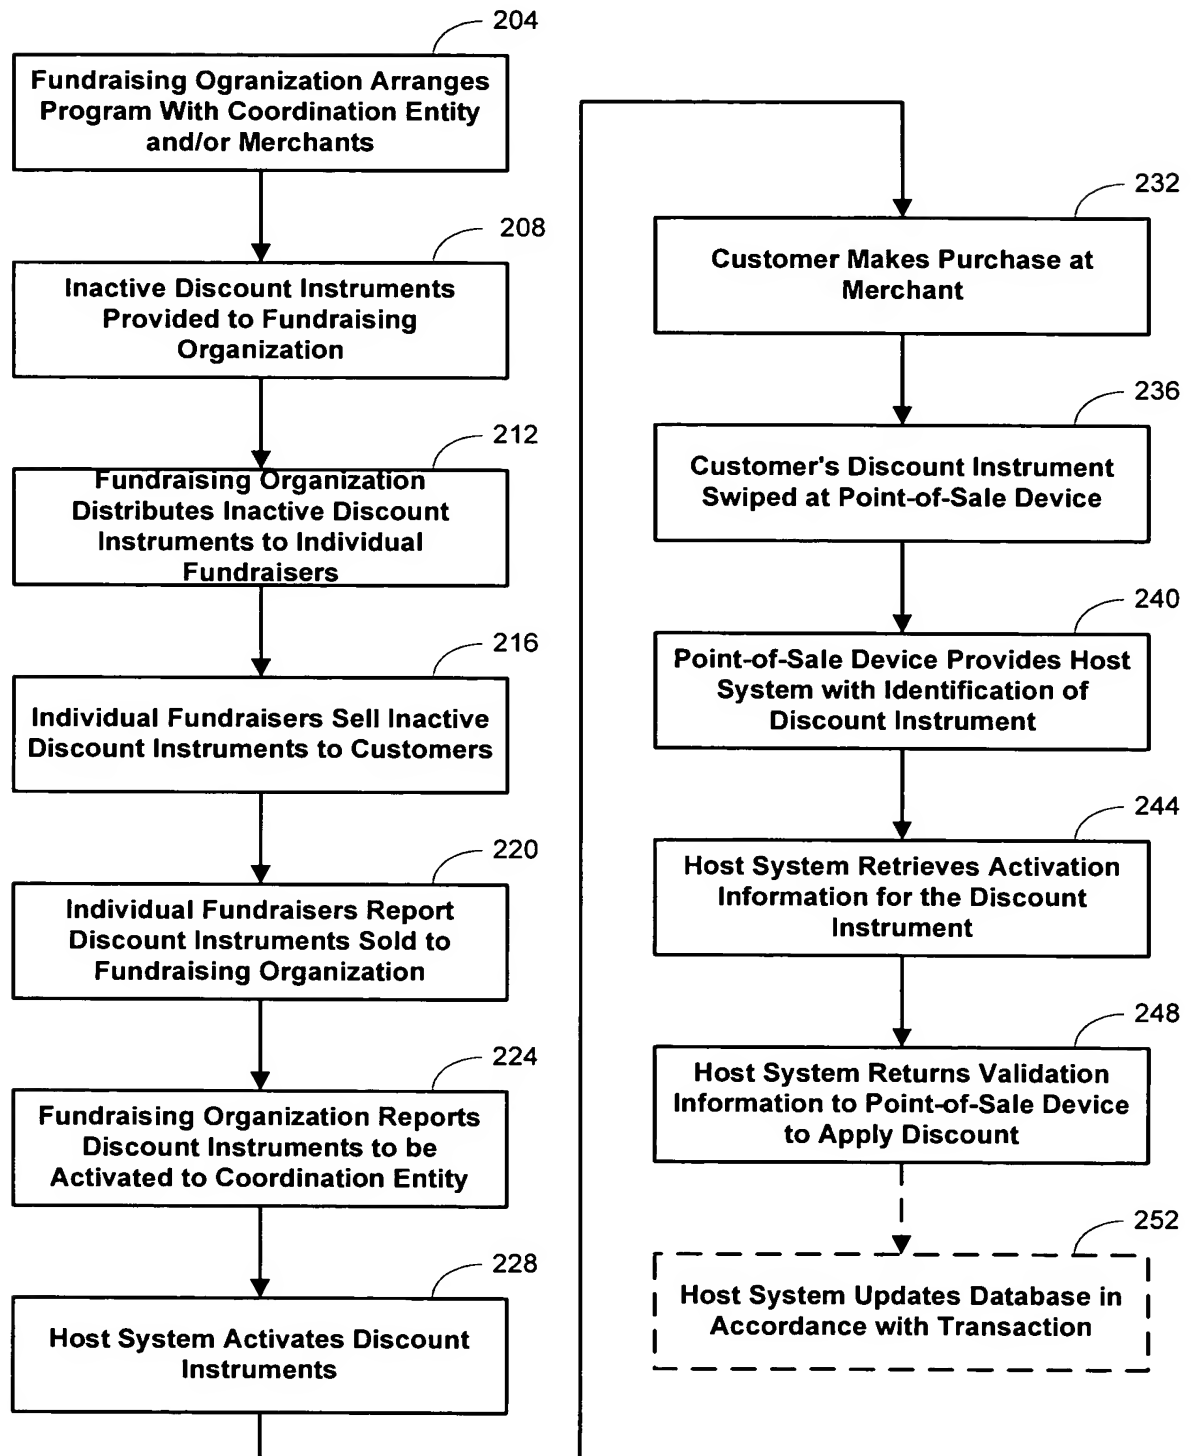 204
Fundraising Ogranization Arranges
Program With Coordination Entity
and/or Merchants
208
Inactive Discount Instruments
Provided to Fundraising
Organization
212
Fundraising Organization
Distributes Inactive Discount
Instruments to Individual
Fundraisers
216
Individual Fundraisers Sell Inactive
Discount Instruments to Customers
220
Individual Fundraisers Report
Discount Instruments Sold to
Fundraising Organization
224
Fundraising Organization Reports
Discount Instruments to be
Activated to Coordination Entity
228
Host System Activates Discount
Instruments
232
Customer Makes Purchase at
Merchant
236
Customer's Discount Instrument
Swiped at Point-of-Sale Device
240
Point-of-Sale Device Provides Host
System with Identification of
Discount Instrument
244
Host System Retrieves Activation
Information for the Discount
Instrument
248
Host System Returns Validation
Information to Point-of-Sale Device
to Apply Discount
252
Host System Updates Database in
Accordance with Transaction